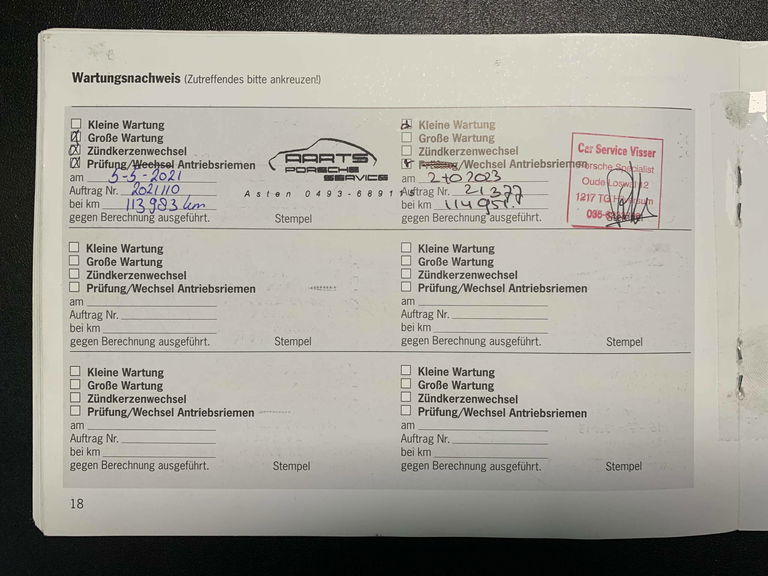 Wartungsnachweis (Zutreffendes bitte ankreuzen!)
Kleine Wartung
Große Wartung
Zündkerzenwechsel
Prüfung/Wechsel Antriebsriemen
am 5-5-2021
Auftrag Nr. 2021110
bei km 113983 km
gegen Berechnung ausgeführt. Stempel
AARTS
PORSCHE
SERVICE
Asten 0493-6891
Kleine Wartung
Große Wartung
Zündkerzenwechsel
Prüfung/Wechsel Antriebsriemen
am 2-10 2023
Auftrag Nr. 21377
bei km 114951.
gegen Berechnung ausgeführt.
Car Service Visser
Porsche Specialist
Oude Loswal 12
1217 TG Hilversum
035-
Kleine Wartung
Große Wartung
Zündkerzenwechsel
Prüfung/Wechsel Antriebsriemen
am
Auftrag Nr.
bei km
gegen Berechnung ausgeführt. Stempel
Kleine Wartung
Große Wartung
Zündkerzenwechsel
Prüfung/Wechsel Antriebsriemen
am
Auftrag Nr.
bei km
gegen Berechnung ausgeführt. Stempel
Kleine Wartung
Große Wartung
Zündkerzenwechsel
Prüfung/Wechsel Antriebsriemen
am
Auftrag Nr.
bei km
gegen Berechnung ausgeführt. Stempel
Kleine Wartung
Große Wartung
Zündkerzenwechsel
Prüfung/Wechsel Antriebsriemen
am
Auftrag Nr.
bei km
gegen Berechnung ausgeführt. Stempel
18